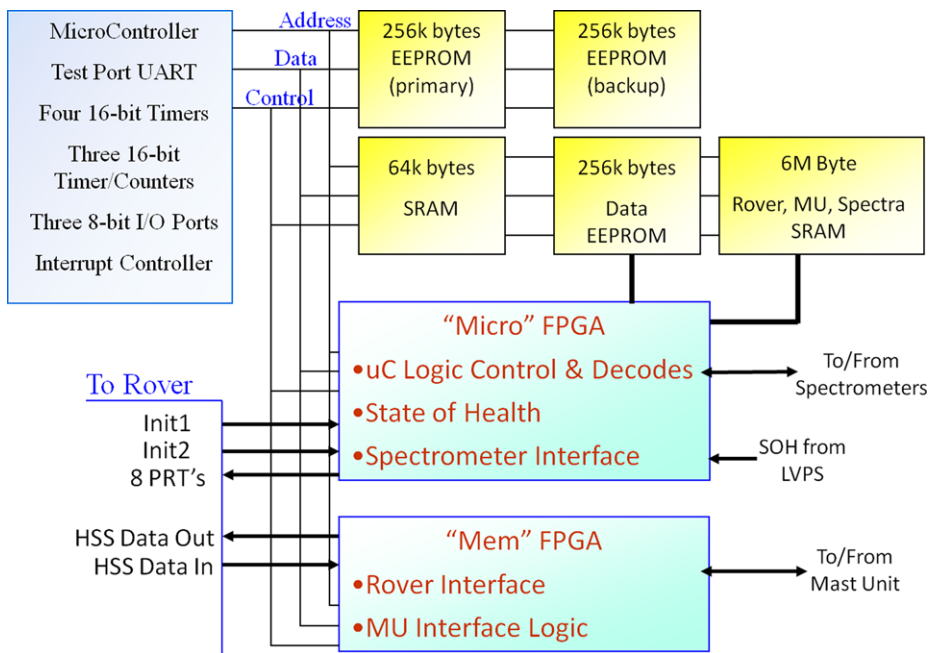 MicroController
Test Port UART
Four 16-bit Timers
Three 16-bit
Timer/Counters
Three 8-bit I/O Ports
Interrupt Controller
Address
Data
Control
256k bytes
EEPROM
(primary)
256k bytes
EEPROM
(backup)
64k bytes
SRAM
256k bytes
Data
EEPROM
6M Byte
Rover, MU, Spectra
SRAM
“Micro” FPGA
•uC Logic Control & Decodes
•State of Health
•Spectrometer Interface
To/From
Spectrometers
SOH from
LVPS
To Rover
Init1
Init2
8 PRT’s
HSS Data Out
HSS Data In
“Mem” FPGA
•Rover Interface
•MU Interface Logic
To/From
Mast Unit